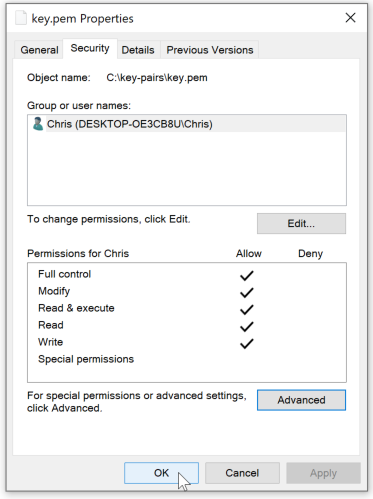 key.pem Properties
General Security Details Previous Versions
Object name: C:\key-pairs\key.pem
Group or user names:
Chris (DESKTOP-OE3CB8U\Chris)
To change permissions, click Edit.
Edit...
Permissions for Chris Allow Deny
Full control
Modify
Read & execute
Read
Write
Special permissions
For special permissions or advanced settings,
click Advanced.
Advanced
OK Cancel Apply